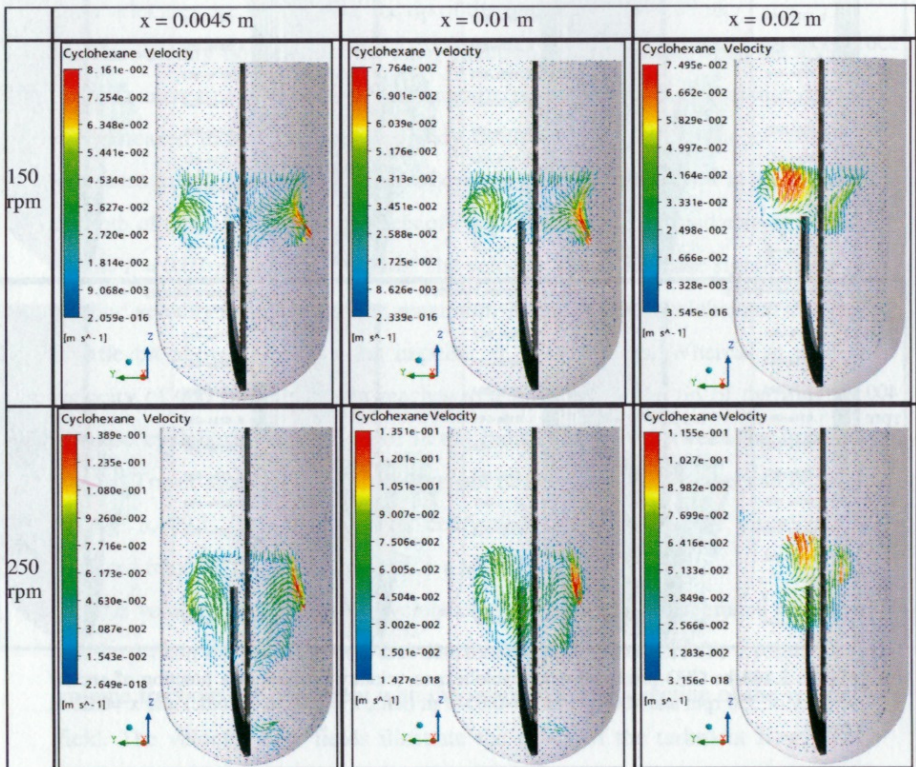 x = 0.0045 m
x = 0.01 m
x = 0.02 m
150 rpm
Cyclohexane Velocity
8.161e-002
7.254e-002
6.348e-002
5.441e-002
4.534e-002
3.627e-002
2.720e-002
1.814e-002
9.068e-003
2.059e-016
[m s^-1]
Z
Y
X
Cyclohexane Velocity
7.764e-002
6.901e-002
6.039e-002
5.176e-002
4.313e-002
3.451e-002
2.588e-002
1.725e-002
8.626e-003
2.339e-016
[m s^-1]
Z
Y
X
Cyclohexane Velocity
7.495e-002
6.662e-002
5.829e-002
4.997e-002
4.164e-002
3.331e-002
2.498e-002
1.666e-002
8.328e-003
3.545e-016
[m s^-1]
Z
Y
X
250 rpm
Cyclohexane Velocity
1.389e-001
1.235e-001
1.080e-001
9.260e-002
7.716e-002
6.173e-002
4.630e-002
3.087e-002
1.543e-002
2.649e-018
[m s^-1]
Z
Y
X
Cyclohexane Velocity
1.351e-001
1.201e-001
1.051e-001
9.007e-002
7.506e-002
6.005e-002
4.504e-002
3.002e-002
1.501e-002
1.427e-018
[m s^-1]
Z
Y
X
Cyclohexane Velocity
1.155e-001
1.027e-001
8.982e-002
7.699e-002
6.416e-002
5.133e-002
3.849e-002
2.566e-002
1.283e-002
3.156e-018
[m s^-1]
Z
Y
X